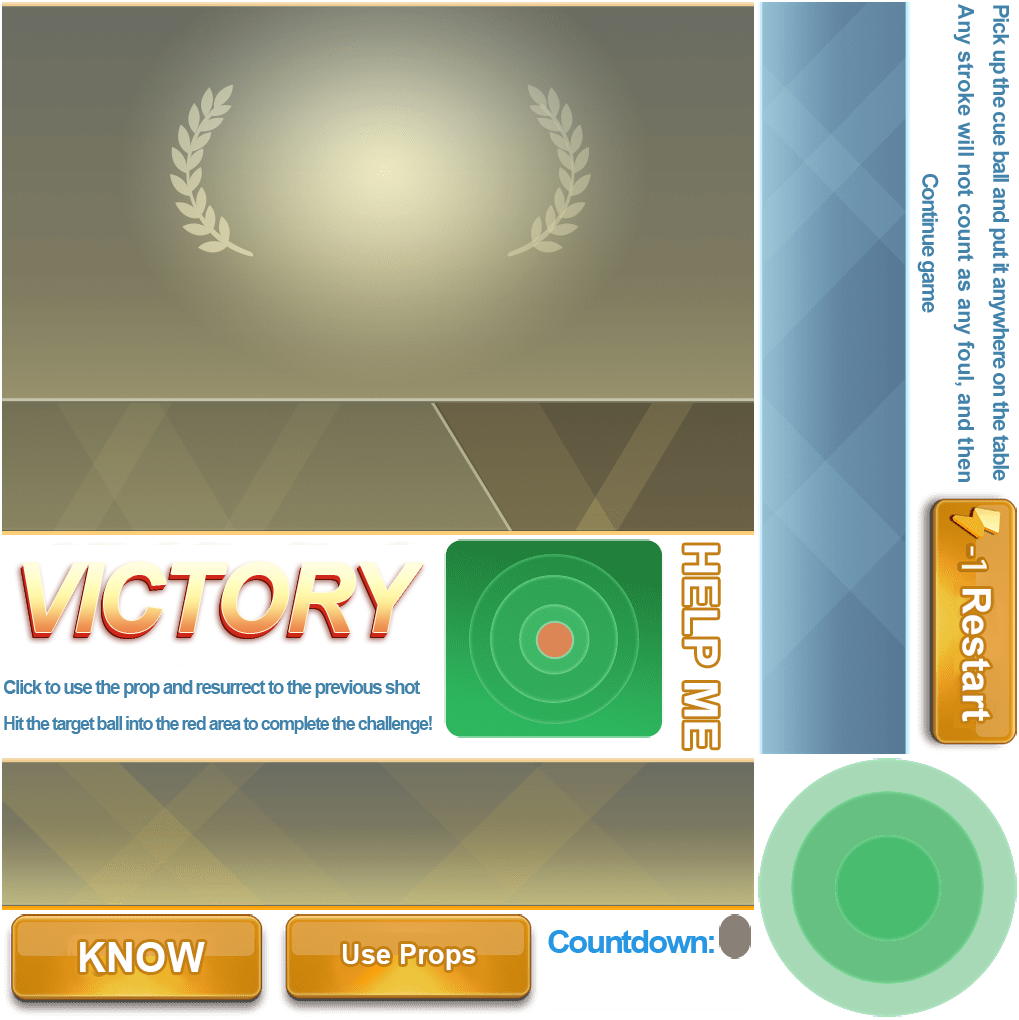 Pick up the cue ball and put it anywhere on the table
Any stroke will not count as any foul, and then
Continue game
-1 Restart
VICTORY
HELP ME
Click to use the prop and resurrect to the previous shot
Hit the target ball into the red area to complete the challenge!
KNOW
Use Props
Countdown: